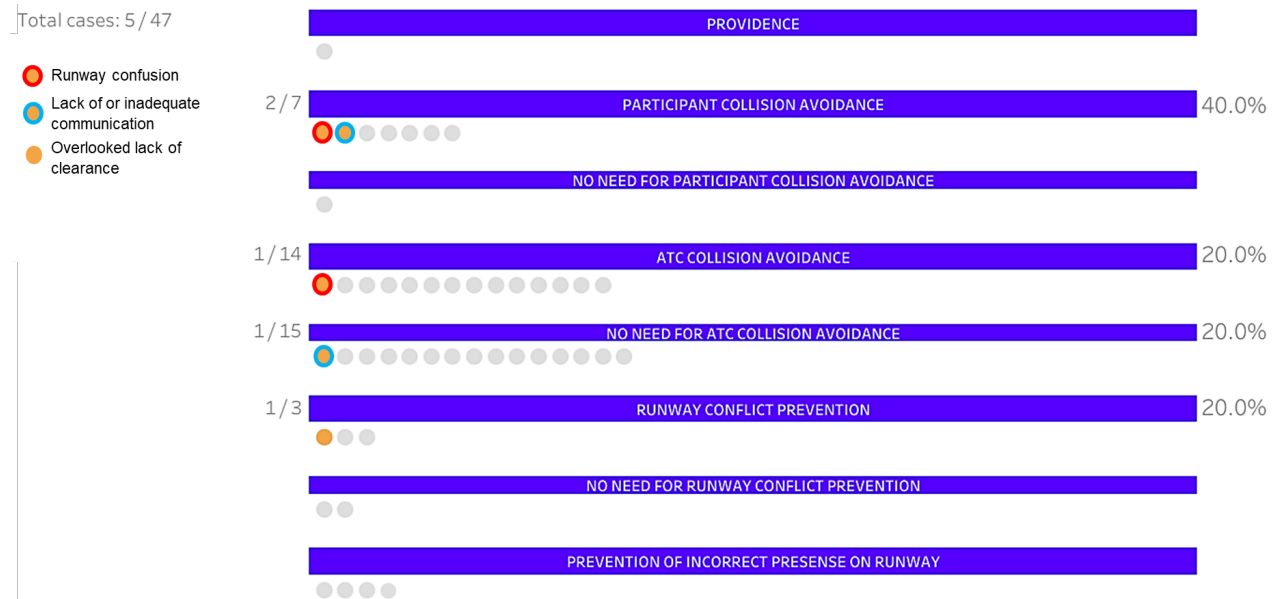 Total cases: 5 / 47
Runway confusion
Lack of or inadequate
communication
Overlooked lack of
clearance
PROVIDENCE
2 / 7
PARTICIPANT COLLISION AVOIDANCE
40.0%
NO NEED FOR PARTICIPANT COLLISION AVOIDANCE
1 / 14
ATC COLLISION AVOIDANCE
20.0%
1 / 15
NO NEED FOR ATC COLLISION AVOIDANCE
20.0%
1 / 3
RUNWAY CONFLICT PREVENTION
20.0%
NO NEED FOR RUNWAY CONFLICT PREVENTION
PREVENTION OF INCORRECT PRESENSE ON RUNWAY